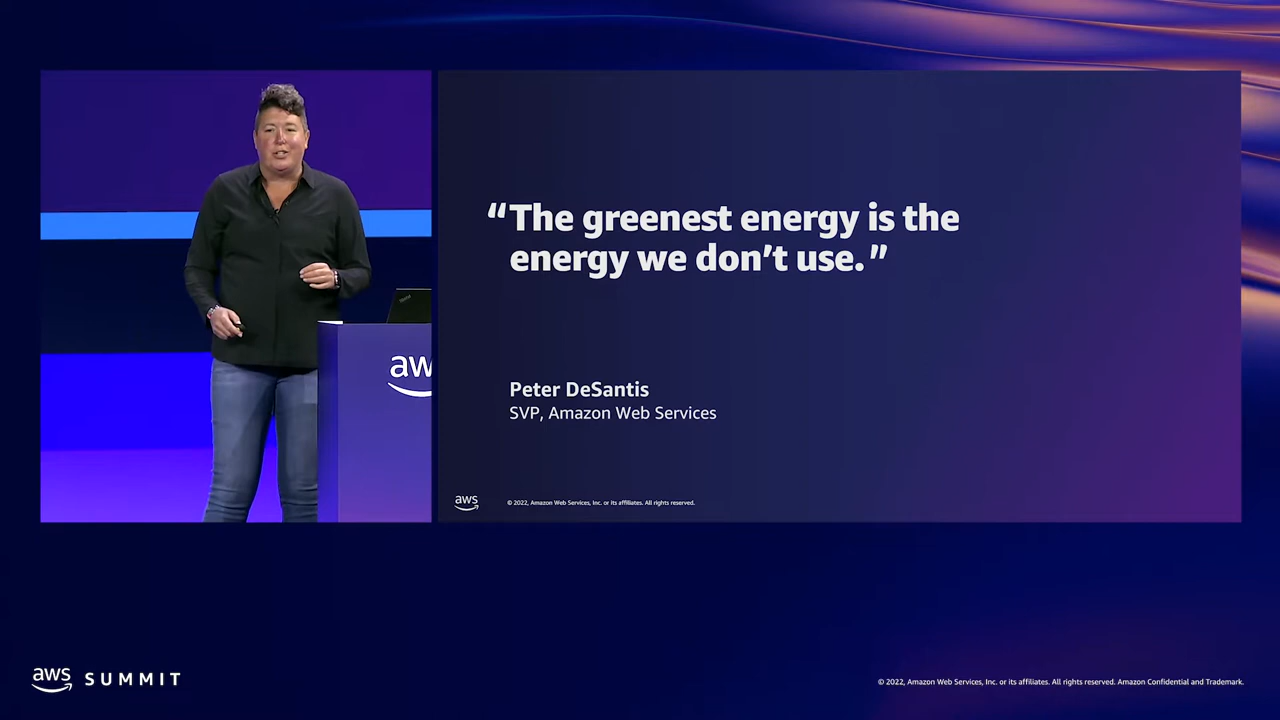 “The greenest energy is the
energy we don’t use.”
Peter DeSantis
SVP, Amazon Web Services
aws
© 2022, Amazon Web Services, Inc. or its affiliates. All rights reserved.
aw
aws SUMMIT
© 2022, Amazon Web Services, Inc. or its affiliates. All rights reserved. Amazon Confidential and Trademark.